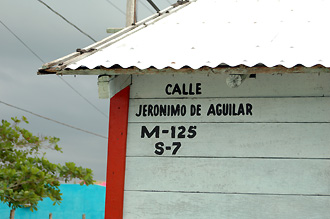 CALLE
JERONIMO DE AGUILAR
M-125
S-7